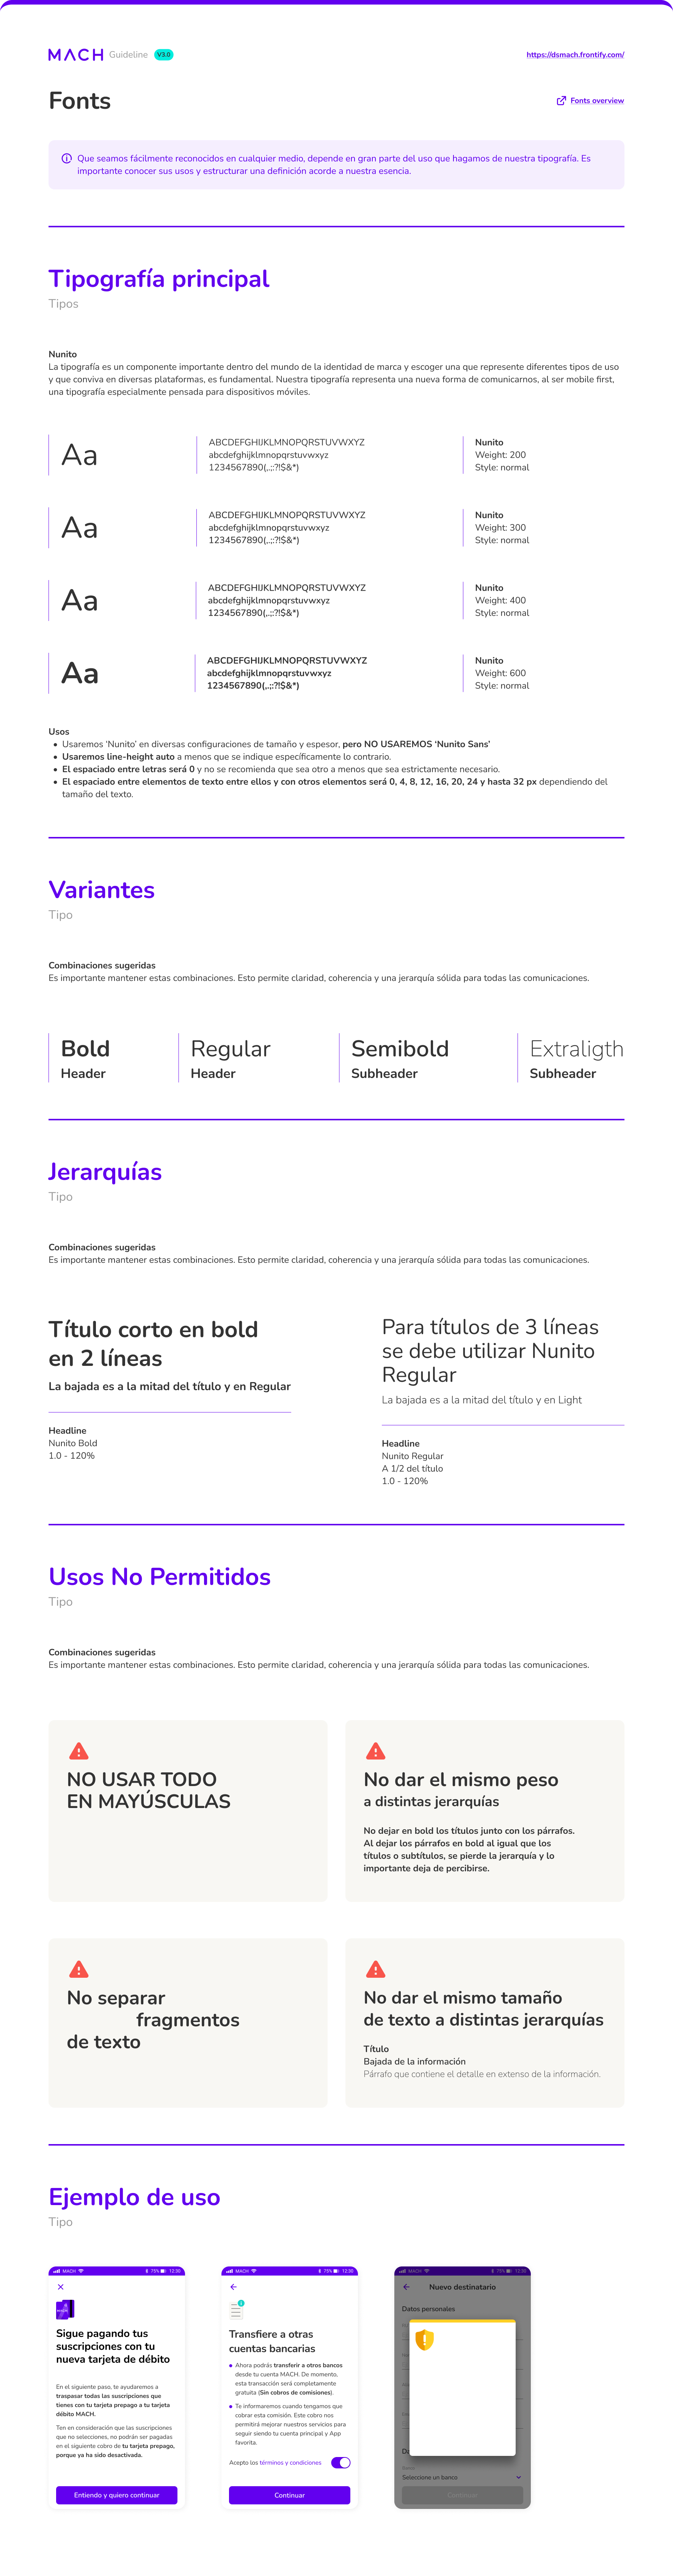 MACH Guideline V3.0
https://dsmach.frontify.com/
Fonts
Fonts overview
Que seamos fácilmente reconocidos en cualquier medio, depende en gran parte del uso que hagamos de nuestra tipografía. Es
importante conocer sus usos y estructurar una definición acorde a nuestra esencia.
Tipografía principal
Tipos
Nunito
La tipografía es un componente importante dentro del mundo de la identidad de marca y escoger una que represente diferentes tipos de uso
y que conviva en diversas plataformas, es fundamental. Nuestra tipografía representa una nueva forma de comunicarnos, al ser mobile first,
una tipografía especialmente pensada para dispositivos móviles.
Aa
ABCDEFGHIJKLMNOPQRSTUVWXYZ
abcdefghijklmnopqrstuvwxyz
1234567890(,.;:?!$&*)
Nunito
Weight: 200
Style: normal
Aa
ABCDEFGHIJKLMNOPQRSTUVWXYZ
abcdefghijklmnopqrstuvwxyz
1234567890(,.;:?!$&*)
Nunito
Weight: 300
Style: normal
Aa
ABCDEFGHIJKLMNOPQRSTUVWXYZ
abcdefghijklmnopqrstuvwxyz
1234567890(,.;:?!$&*)
Nunito
Weight: 400
Style: normal
Aa
ABCDEFGHIJKLMNOPQRSTUVWXYZ
abcdefghijklmnopqrstuvwxyz
1234567890(,.;:?!$&*)
Nunito
Weight: 600
Style: normal
Usos
• Usaremos ‘Nunito’ en diversas configuraciones de tamaño y espesor, pero NO USAREMOS ‘Nunito Sans’
• Usaremos line-height auto a menos que se indique específicamente lo contrario.
• El espaciado entre letras será 0 y no se recomienda que sea otro a menos que sea estrictamente necesario.
• El espaciado entre elementos de texto entre ellos y con otros elementos será 0, 4, 8, 12, 16, 20, 24 y hasta 32 px dependiendo del
tamaño del texto.
Variantes
Tipo
Combinaciones sugeridas
Es importante mantener estas combinaciones. Esto permite claridad, coherencia y una jerarquía sólida para todas las comunicaciones.
Bold
Header
Regular
Header
Semibold
Subheader
Extraligth
Subheader
Jerarquías
Tipo
Combinaciones sugeridas
Es importante mantener estas combinaciones. Esto permite claridad, coherencia y una jerarquía sólida para todas las comunicaciones.
Título corto en bold
en 2 líneas
La bajada es a la mitad del título y en Regular
Headline
Nunito Bold
1.0 - 120%
Para títulos de 3 líneas
se debe utilizar Nunito
Regular
La bajada es a la mitad del título y en Light
Headline
Nunito Regular
A 1/2 del título
1.0 - 120%
Usos No Permitidos
Tipo
Combinaciones sugeridas
Es importante mantener estas combinaciones. Esto permite claridad, coherencia y una jerarquía sólida para todas las comunicaciones.
NO USAR TODO
EN MAYÚSCULAS
No dar el mismo peso
a distintas jerarquías
No dejar en bold los títulos junto con los párrafos.
Al dejar los párrafos en bold al igual que los
títulos o subtítulos, se pierde la jerarquía y lo
importante deja de percibirse.
No separar
fragmentos
de texto
No dar el mismo tamaño
de texto a distintas jerarquías
Título
Bajada de la información
Párrafo que contiene el detalle en extenso de la información.
Ejemplo de uso
Tipo
MACH 75% 12:30
Sigue pagando tus
suscripciones con tu
nueva tarjeta de débito
En el siguiente paso, te ayudaremos a
traspasar todas las suscripciones que
tienes con tu tarjeta prepago a tu tarjeta
débito MACH.
Ten en consideración que las suscripciones
que no selecciones, no podrán ser pagadas
en el siguiente cobro de tu tarjeta prepago,
porque ya ha sido desactivada.
Entiendo y quiero continuar
MACH 75% 12:30
Transfiere a otras
cuentas bancarias
• Ahora podrás transferir a otros bancos
desde tu cuenta MACH. De momento,
esta transacción será completamente
gratuita (Sin cobros de comisiones).
• Te informaremos cuando tengamos que
cobrar esta comisión. Este cobro nos
permitirá mejorar nuestros servicios para
seguir siendo tu cuenta principal y App
favorita.
Acepto los términos y condiciones
Continuar
MACH 75% 12:30
Nuevo destinatario
Datos personales
Seleccione un banco
Continuar